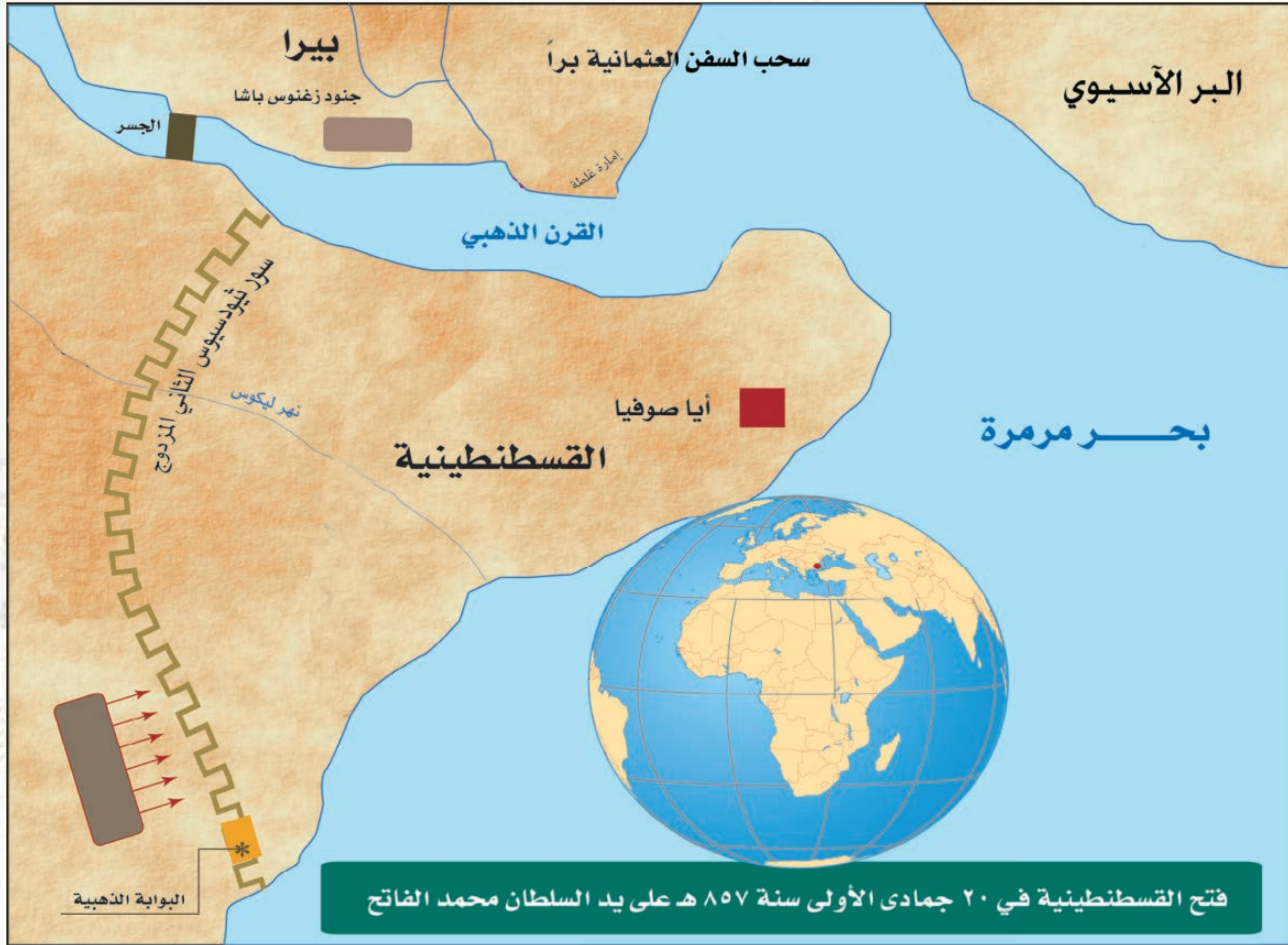 بيرا
سحب السفن العثمانية براً
البر الآسيوي
جنود زغنوس باشا
الجسر
إمارة غلطة
القرن الذهبي
سور ثيودسيوس الثاني المزدوج
نهر ليكوس
أيا صوفيا
بحـــــر مرمرة
القسطنطينية
البوابة الذهبية
فتح القسطنطينية في ٢٠ جمادى الأولى سنة ٨٥٧ هـ على يد السلطان محمد الفاتح